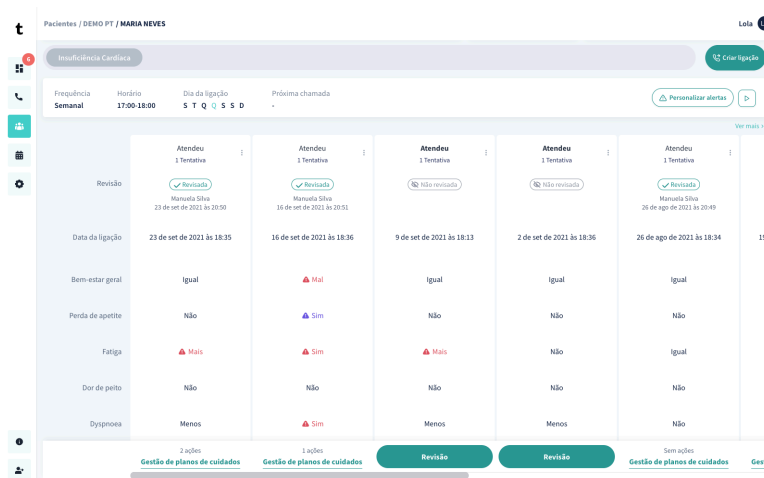 t
Pacientes / DEMO PT / MARIA NEVES
Lola
6
Insuficiência Cardíaca
Criar ligação
Frequência Horário Dia da ligação Próxima chamada
Semanal 17:00-18:00 S T Q Q S S D -
Personalizar alertas
Ver mais
Atendeu Atendeu Atendeu Atendeu Atendeu
1 Tentativa 1 Tentativa 1 Tentativa 1 Tentativa 1 Tentativa
Revisão Revisada Revisada Não revisada Não revisada Revisada
Manuela Silva Manuela Silva Manuela Silva
23 de set de 2021 às 20:50 16 de set de 2021 às 20:51 26 de ago de 2021 às 20:49
Data da ligação 23 de set de 2021 às 18:35 16 de set de 2021 às 18:36 9 de set de 2021 às 18:13 2 de set de 2021 às 18:36 26 de ago de 2021 às 18:34
Bem-estar geral Igual Mal Igual Igual Igual
Perda de apetite Não Sim Não Não Não
Fatiga Mais Sim Mais Não Igual
Dor de peito Não Não Não Não Não
Dyspnoea Menos Sim Menos Menos Não
2 ações 1 ações Sem ações
Gestão de planos de cuidados Gestão de planos de cuidados Revisão Revisão Gestão de planos de cuidados